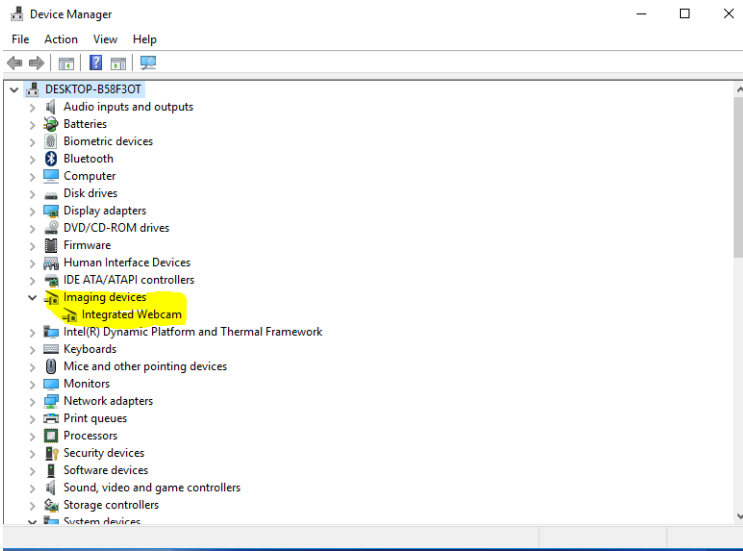 Device Manager
File Action View Help
DESKTOP-B58F3OT
Audio inputs and outputs
Batteries
Biometric devices
Bluetooth
Computer
Disk drives
Display adapters
DVD/CD-ROM drives
Firmware
Human Interface Devices
IDE ATA/ATAPI controllers
Imaging devices
Integrated Webcam
Intel(R) Dynamic Platform and Thermal Framework
Keyboards
Mice and other pointing devices
Monitors
Network adapters
Print queues
Processors
Security devices
Software devices
Sound, video and game controllers
Storage controllers
System devices